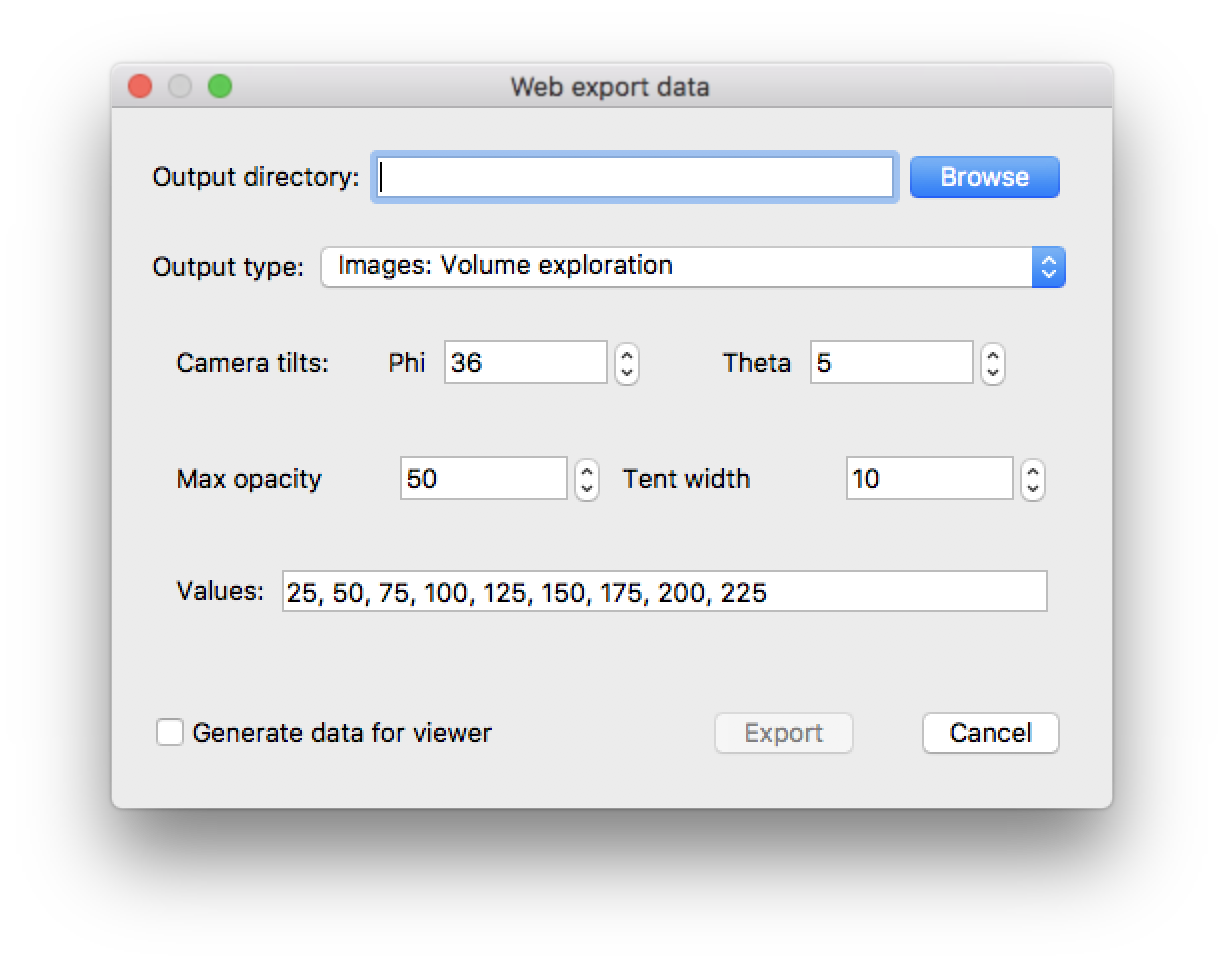 Web export data
Output directory: Browse
Output type: Images: Volume exploration
Camera tilts: Phi 36 Theta 5
Max opacity 50 Tent width 10
Values: 25, 50, 75, 100, 125, 150, 175, 200, 225
Generate data for viewer Export Cancel